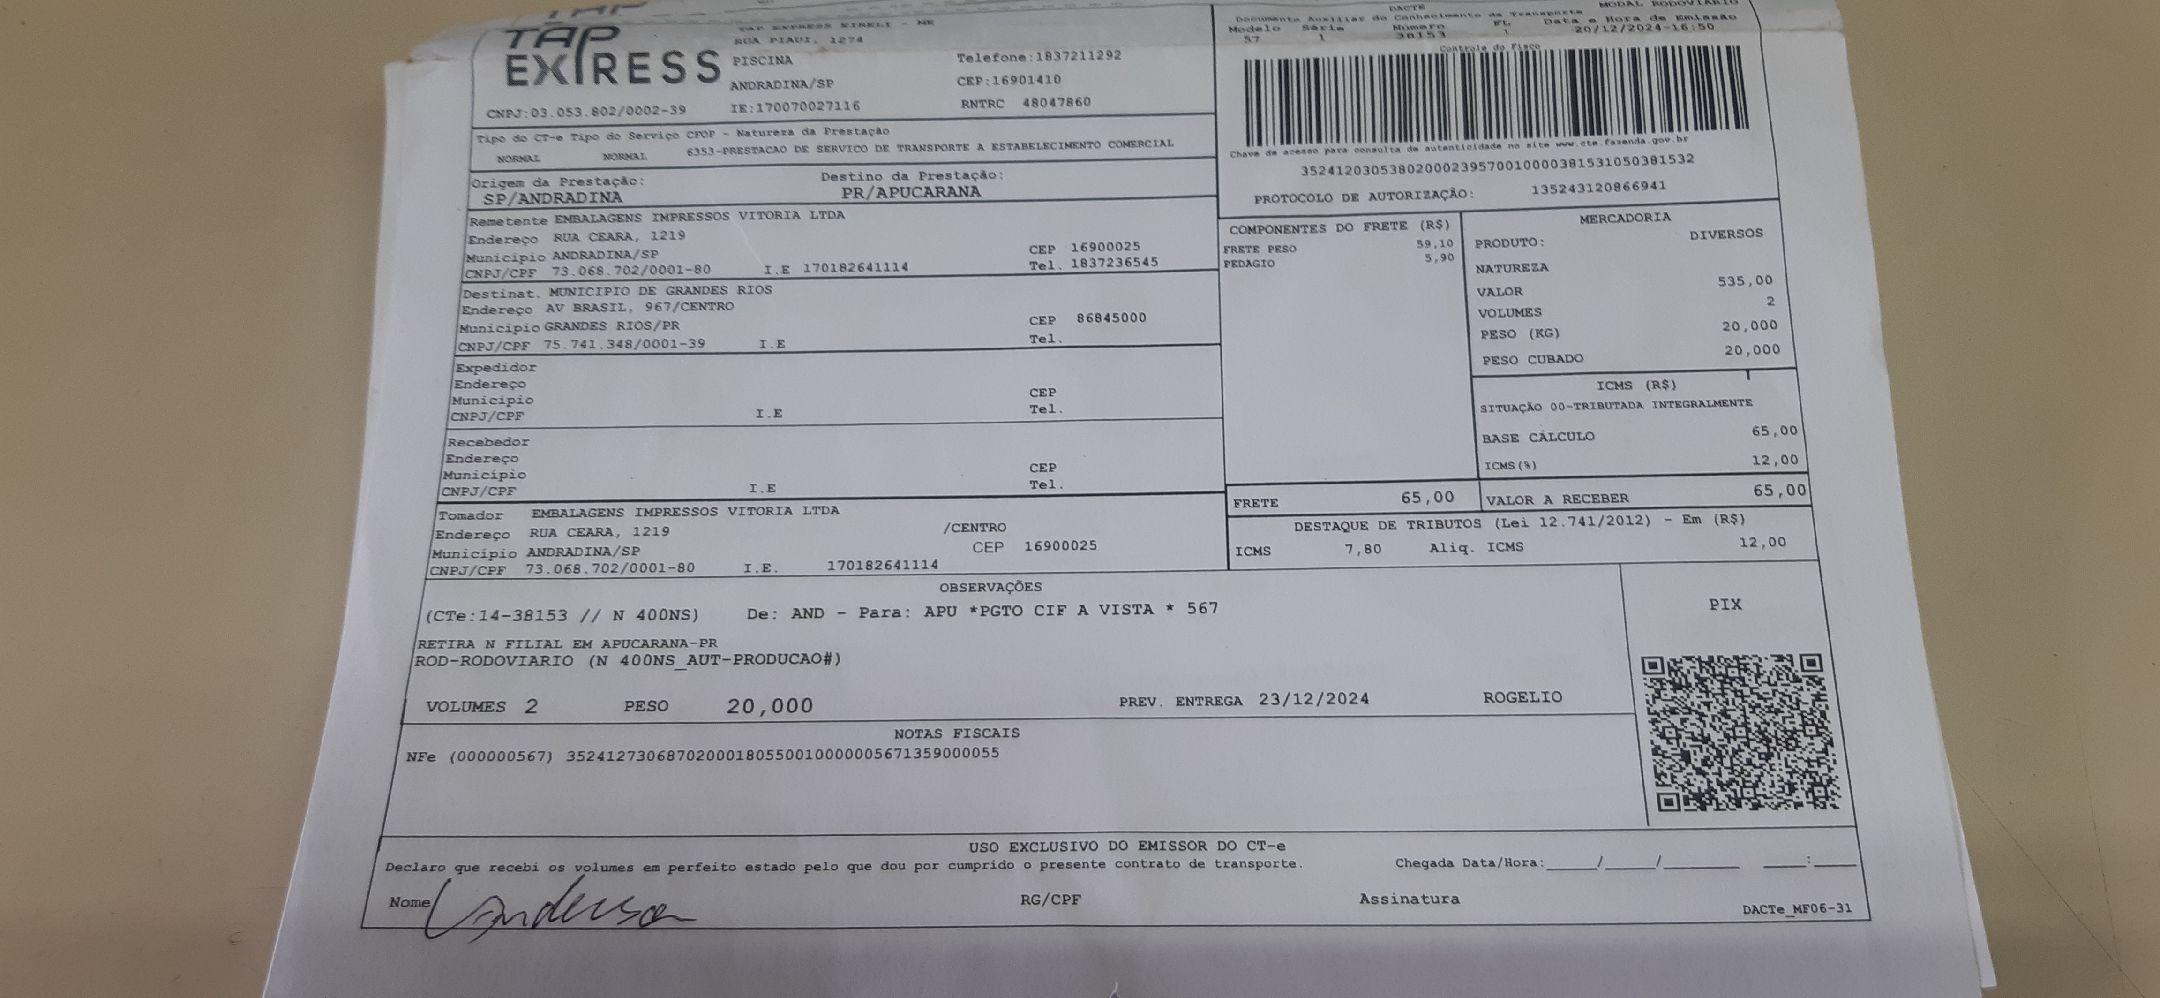 TAP
TAP
EXPRESS
TAP EXPRESS EIRELI - ME
RUA PIAUI, 1274
PISCINA
Telefone:1837211292
ANDRADINA/SP
CEP:16901410
CNPJ:03.053.802/0002-39
IE:170070027116
RNTRC 48047860
DACTE
MODAL RODOVIARIO
Documento Auxiliar do Conhecimento de Transporte
Modelo Série Número FL Data e Hora de Emissão
57 1 38153 1 20/12/2024-16:50
Controle do Fisco
Chave de acesso para consulta de autenticidade no site www.cte.fazenda.gov.br
35241203053802000239570010000381531050381532
PROTOCOLO DE AUTORIZAÇÃO: 135243120866941
Tipo do CT-e Tipo do Serviço CFOP - Natureza da Prestação
NORMAL NORMAL 6353-PRESTACAO DE SERVICO DE TRANSPORTE A ESTABELECIMENTO COMERCIAL
Origem da Prestação: Destino da Prestação:
SP/ANDRADINA PR/APUCARANA
Remetente EMBALAGENS IMPRESSOS VITORIA LTDA
Endereço RUA CEARA, 1219
Município ANDRADINA/SP CEP 16900025
CNPJ/CPF 73.068.702/0001-80 I.E 170182641114 Tel. 1837236545
Destinat. MUNICIPIO DE GRANDES RIOS
Endereço AV BRASIL, 967/CENTRO
Município GRANDES RIOS/PR CEP 86845000
CNPJ/CPF 75.741.348/0001-39 I.E Tel.
Expedidor
Endereço
Município CEP
CNPJ/CPF I.E Tel.
Recebedor
Endereço
Município CEP
CNPJ/CPF I.E Tel.
Tomador EMBALAGENS IMPRESSOS VITORIA LTDA
Endereço RUA CEARA, 1219 /CENTRO
Município ANDRADINA/SP CEP 16900025
CNPJ/CPF 73.068.702/0001-80 I.E. 170182641114
COMPONENTES DO FRETE (R$)
FRETE PESO 59,10
PEDAGIO 5,90
MERCADORIA
PRODUTO: DIVERSOS
NATUREZA
VALOR 535,00
VOLUMES 2
PESO (KG) 20,000
PESO CUBADO 20,000
ICMS (R$)
SITUAÇÃO 00-TRIBUTADA INTEGRALMENTE
BASE CÁLCULO 65,00
ICMS(%) 12,00
FRETE 65,00 VALOR A RECEBER 65,00
DESTAQUE DE TRIBUTOS (Lei 12.741/2012) - Em (R$)
ICMS 7,80 Aliq. ICMS 12,00
OBSERVAÇÕES
(CTe:14-38153 // N 400NS) De: AND - Para: APU *PGTO CIF A VISTA * 567
RETIRA N FILIAL EM APUCARANA-PR
ROD-RODOVIARIO (N 400NS_AUT-PRODUCAO#)
VOLUMES 2 PESO 20,000 PREV. ENTREGA 23/12/2024 ROGELIO
PIX
NOTAS FISCAIS
NFe (000000567) 35241273068702000180550010000005671359000055
USO EXCLUSIVO DO EMISSOR DO CT-e
Declaro que recebi os volumes em perfeito estado pelo que dou por cumprido o presente contrato de transporte. Chegada Data/Hora:____/____/______ ____:____
Nome Vanderson RG/CPF Assinatura
DACTe_MF06-31